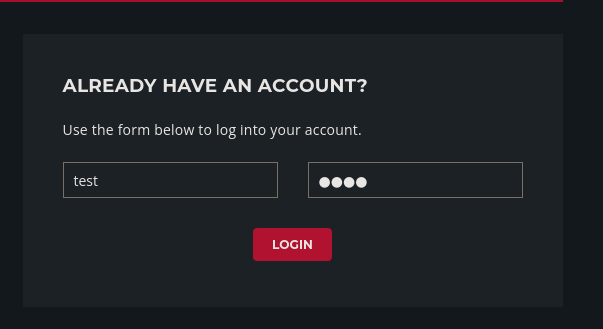 ALREADY HAVE AN ACCOUNT?
Use the form below to log into your account.
test ●●●●
LOGIN